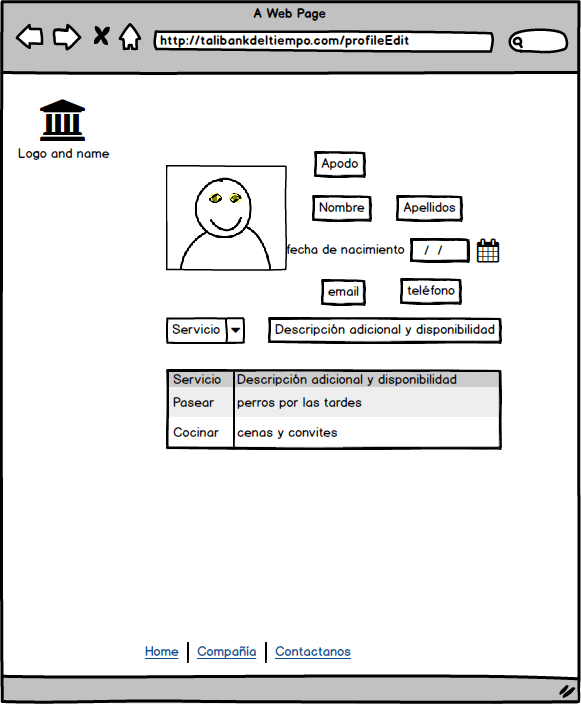 A Web Page
http://talibankdeltiempo.com/profileEdit
Logo and name
Apodo
Nombre Apellidos
fecha de nacimiento / /
email teléfono
Servicio Descripción adicional y disponibilidad
Servicio Descripción adicional y disponibilidad
Pasear perros por las tardes
Cocinar cenas y convites
Home Compañía Contactanos